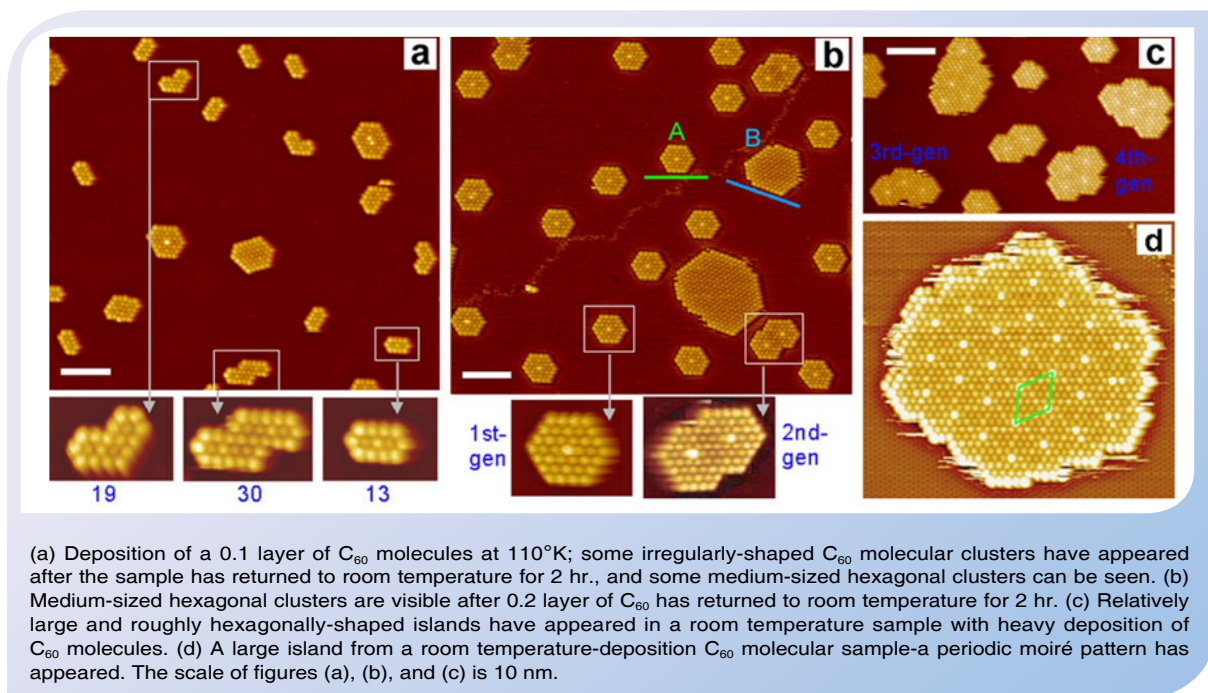 a
b
c
A
B
3rd-gen
4th-
gen
d
1st-
gen
2nd-
gen
19
30
13
(a) Deposition of a 0.1 layer of C₆₀ molecules at 110°K; some irregularly-shaped C₆₀ molecular clusters have appeared
after the sample has returned to room temperature for 2 hr., and some medium-sized hexagonal clusters can be seen. (b)
Medium-sized hexagonal clusters are visible after 0.2 layer of C₆₀ has returned to room temperature for 2 hr. (c) Relatively
large and roughly hexagonally-shaped islands have appeared in a room temperature sample with heavy deposition of
C₆₀ molecules. (d) A large island from a room temperature-deposition C₆₀ molecular sample-a periodic moiré pattern has
appeared. The scale of figures (a), (b), and (c) is 10 nm.